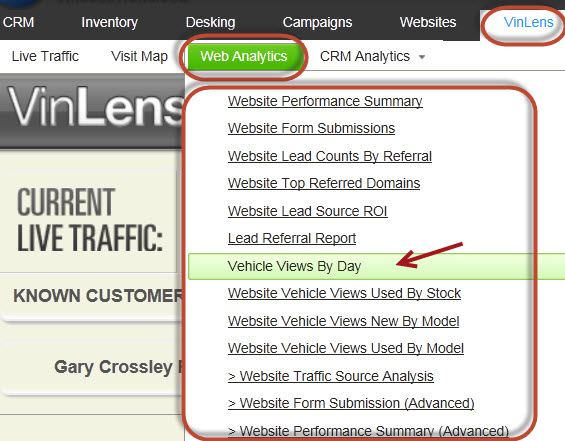 CRM Inventory Desking Campaigns Websites VinLens
Live Traffic Visit Map Web Analytics CRM Analytics
VinLens
CURRENT
LIVE TRAFFIC:
KNOWN CUSTOMER
Gary Crossley
Website Performance Summary
Website Form Submissions
Website Lead Counts By Referral
Website Top Referred Domains
Website Lead Source ROI
Lead Referral Report
Vehicle Views By Day
Website Vehicle Views Used By Stock
Website Vehicle Views New By Model
Website Vehicle Views Used By Model
> Website Traffic Source Analysis
> Website Form Submission (Advanced)
> Website Performance Summary (Advanced)